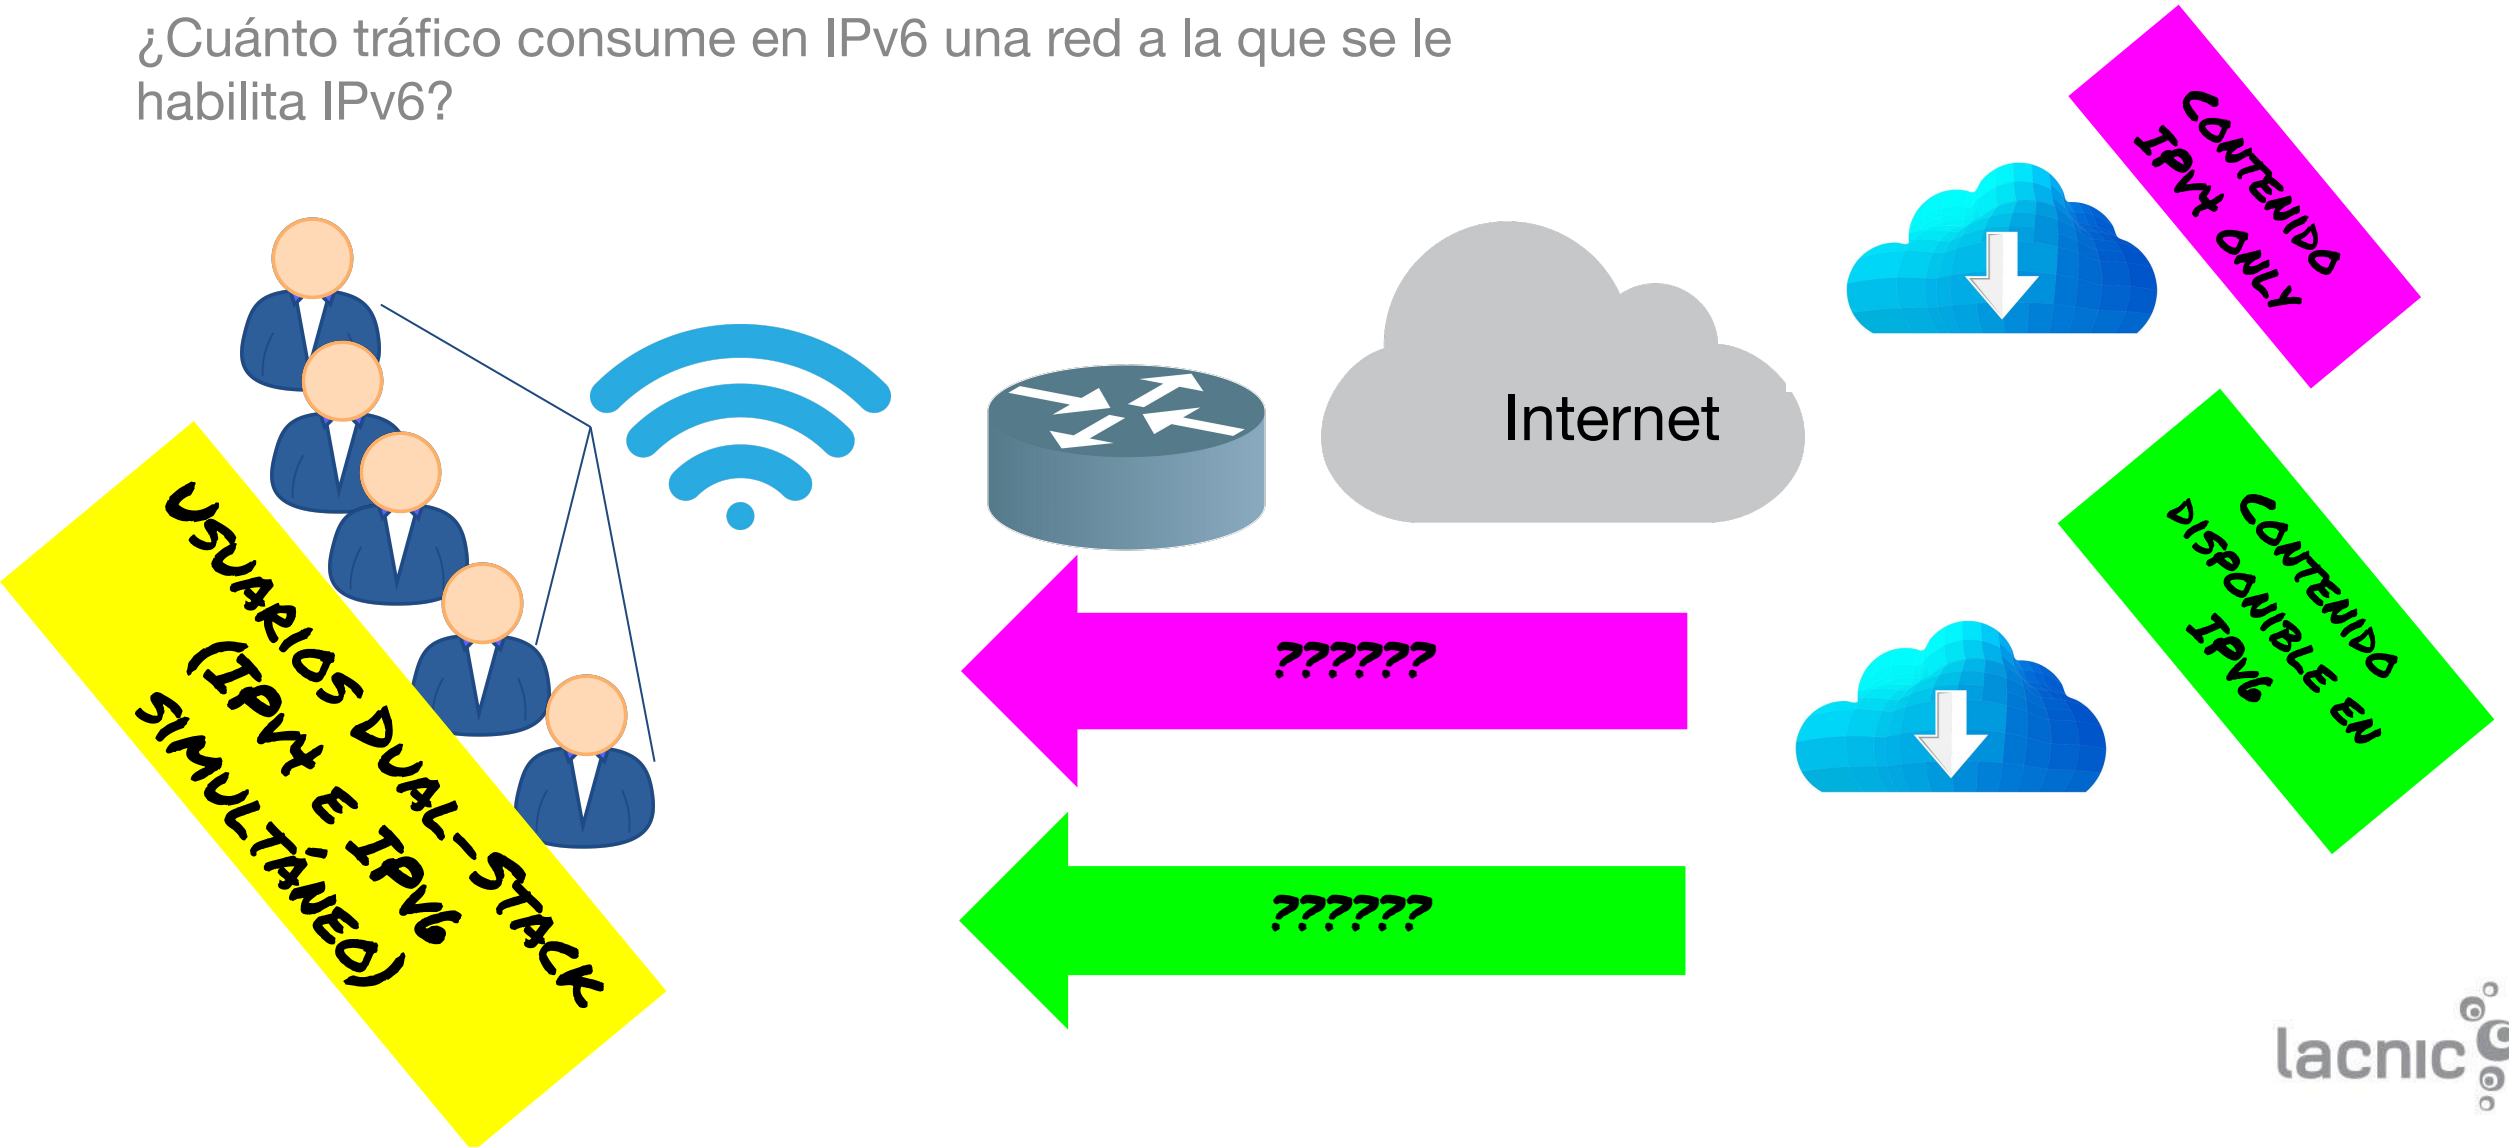 ¿Cuánto tráfico consume en IPv6 una red a la que se le
habilita IPv6?
CONTENIDO
IPV4 ONLY
Internet
CONTENIDO
DISPONIBLE EN
IPV6
USUARIOS DUAL-STACK
(IPV4 E IPV6
SIMULTÁNEO)
??????
??????
lacnic